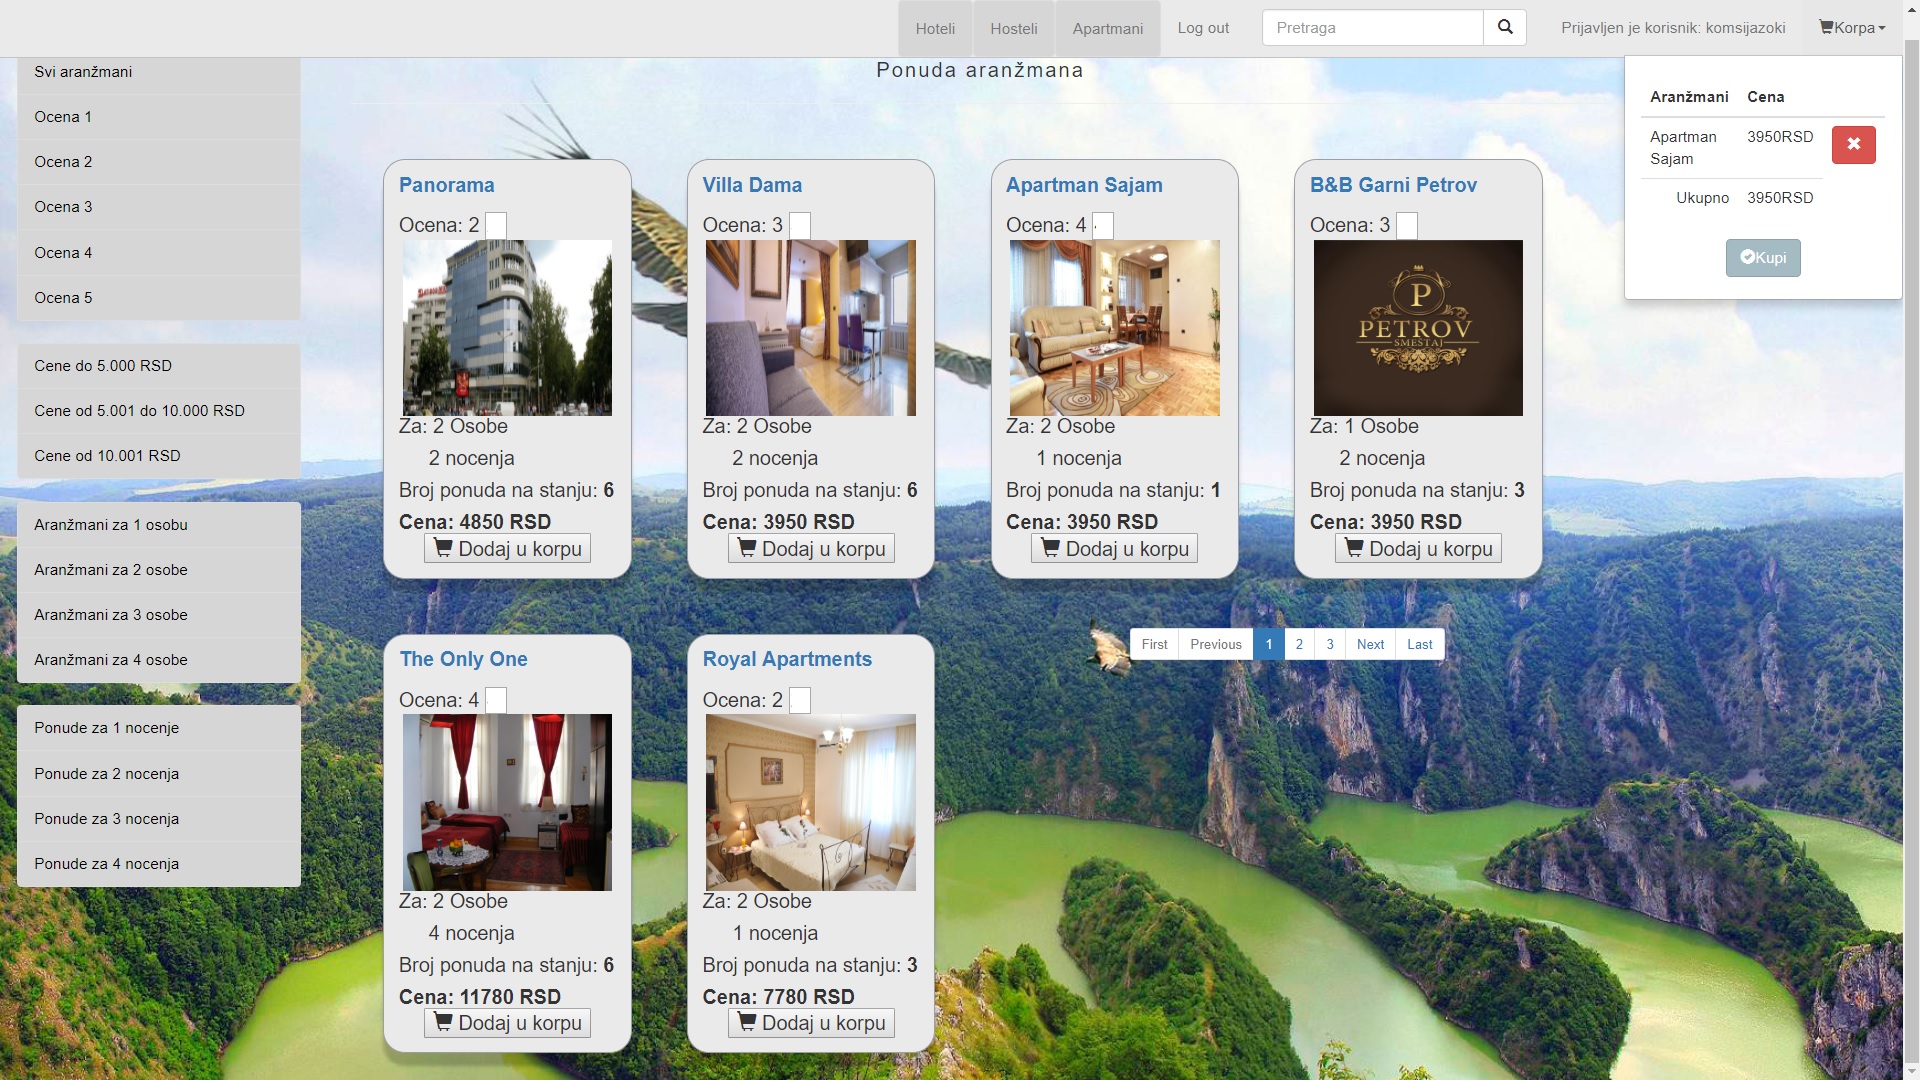 Hoteli
Hosteli
Apartmani
Log out
Pretraga
Prijavljen je korisnik: komsijazoki
Korpa
Svi aranžmani
Ocena 1
Ocena 2
Ocena 3
Ocena 4
Ocena 5
Cene do 5.000 RSD
Cene od 5.001 do 10.000 RSD
Cene od 10.001 RSD
Aranžmani za 1 osobu
Aranžmani za 2 osobe
Aranžmani za 3 osobe
Aranžmani za 4 osobe
Ponude za 1 nocenje
Ponude za 2 nocenja
Ponude za 3 nocenja
Ponude za 4 nocenja
Ponuda aranžmana
Panorama
Ocena: 2
Za: 2 Osobe
2 nocenja
Broj ponuda na stanju: 6
Cena: 4850 RSD
Dodaj u korpu
Villa Dama
Ocena: 3
Za: 2 Osobe
2 nocenja
Broj ponuda na stanju: 6
Cena: 3950 RSD
Dodaj u korpu
Apartman Sajam
Ocena: 4
Za: 2 Osobe
1 nocenja
Broj ponuda na stanju: 1
Cena: 3950 RSD
Dodaj u korpu
B&B Garni Petrov
Ocena: 3
P
PETROV
SMEŠTAJ
Za: 1 Osobe
2 nocenja
Broj ponuda na stanju: 3
Cena: 3950 RSD
Dodaj u korpu
The Only One
Ocena: 4
Za: 2 Osobe
4 nocenja
Broj ponuda na stanju: 6
Cena: 11780 RSD
Dodaj u korpu
Royal Apartments
Ocena: 2
Za: 2 Osobe
1 nocenja
Broj ponuda na stanju: 3
Cena: 7780 RSD
Dodaj u korpu
First Previous 1 2 3 Next Last
Aranžmani Cena
Apartman 3950RSD
Sajam
Ukupno 3950RSD
Kupi